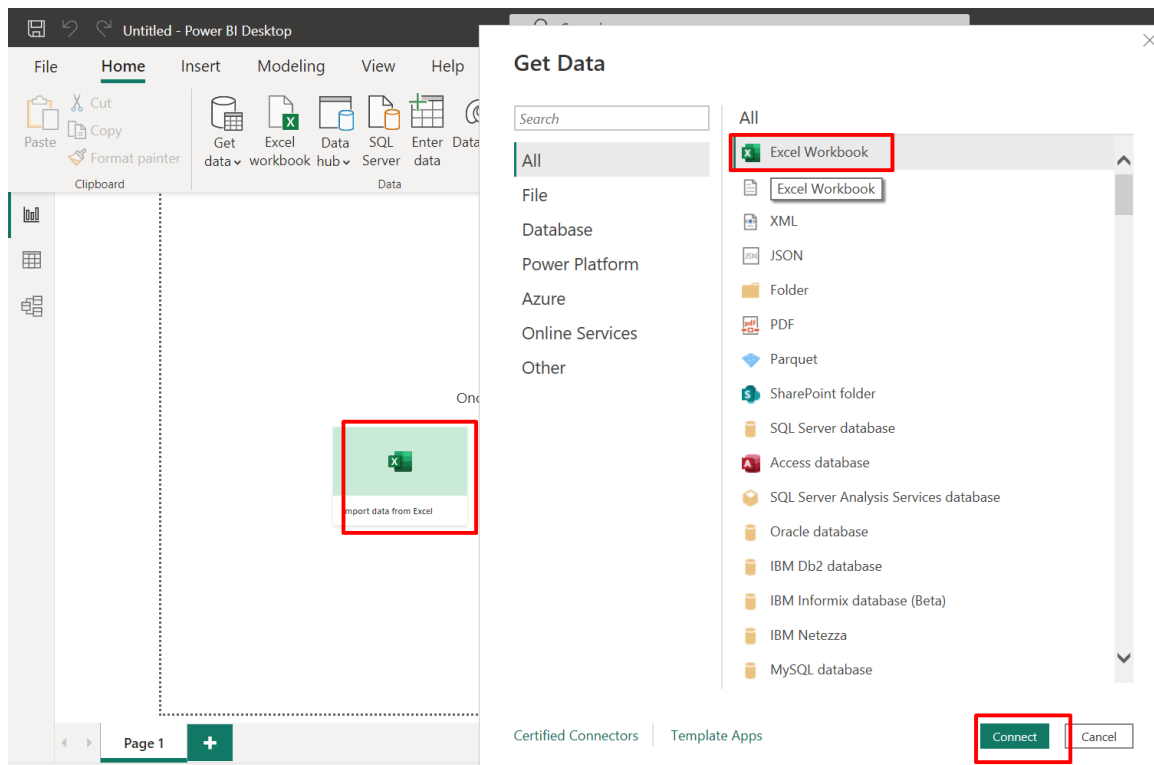 Untitled - Power BI Desktop
File Home Insert Modeling View Help
Paste
Cut
Copy
Format painter
Clipboard
Get data
Excel workbook
Data hub
SQL Server
Enter data
Data
Import data from Excel
Page 1
Get Data
Search
All
File
Database
Power Platform
Azure
Online Services
Other
All
Excel Workbook
Excel Workbook
XML
JSON
Folder
PDF
Parquet
SharePoint folder
SQL Server database
Access database
SQL Server Analysis Services database
Oracle database
IBM Db2 database
IBM Informix database (Beta)
IBM Netezza
MySQL database
Certified Connectors
Template Apps
Connect
Cancel